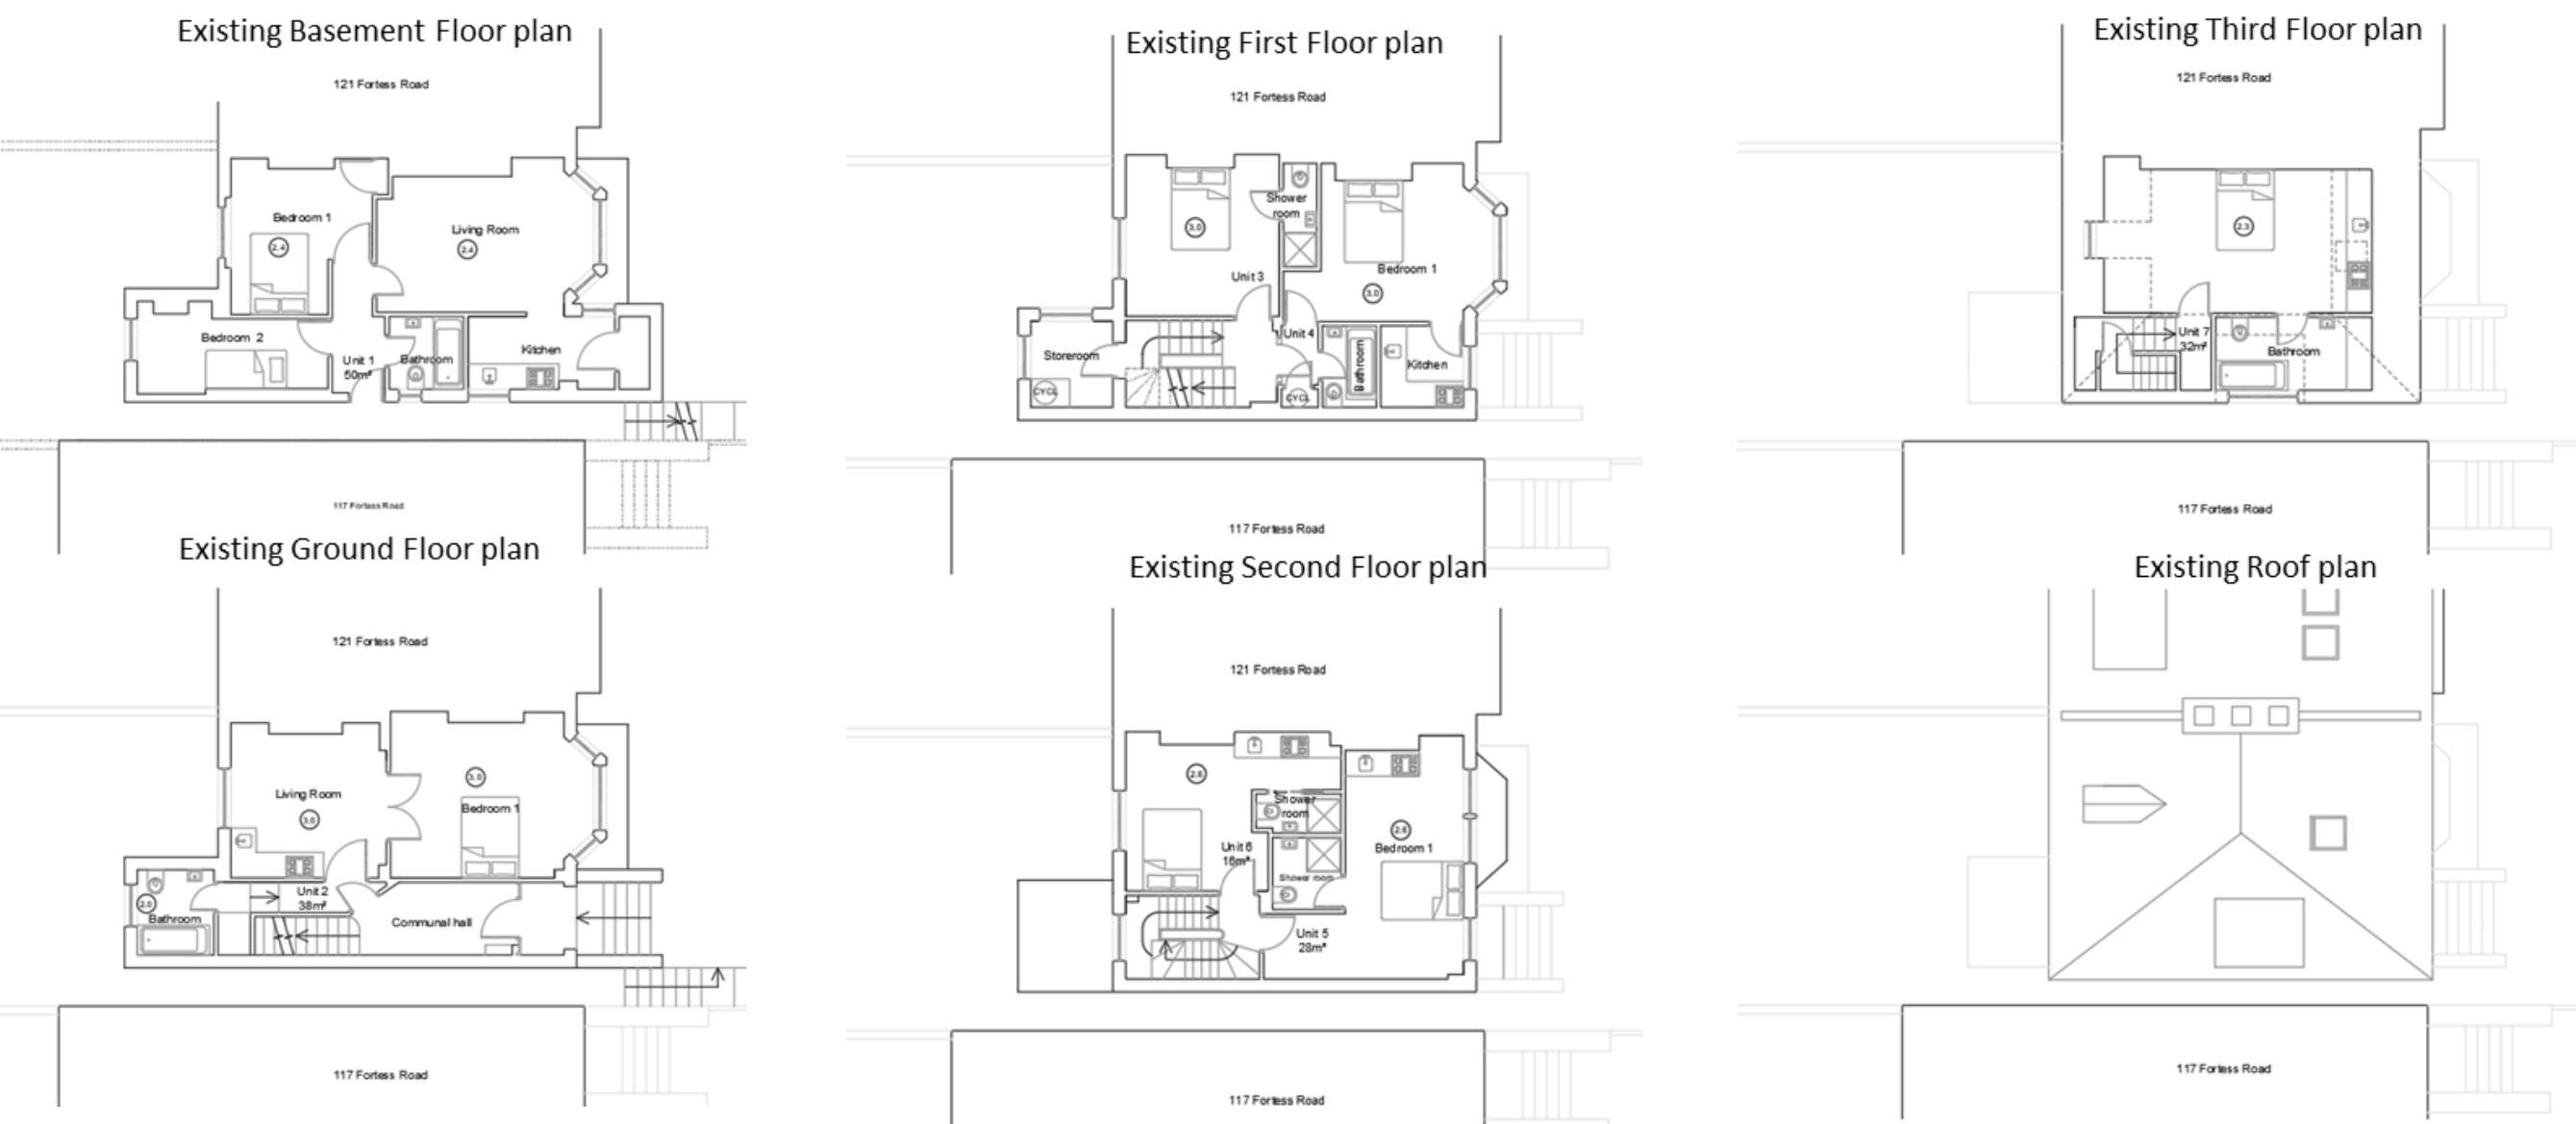 Existing Basement Floor plan
121 Fortess Road
Bedroom 1
2.4
Living Room
2.4
Bedroom 2
Unit 1
50m²
Bathroom
Kitchen
117 Fortess Road
Existing Ground Floor plan
121 Fortess Road
Living Room
3.0
3.0
Bedroom 1
Unit 2
38m²
2.0
Bathroom
Communal hall
117 Fortess Road
Existing First Floor plan
121 Fortess Road
3.0
Shower
room
Unit 3
Bedroom 1
3.0
Storeroom
CYCL
Unit 4
CYCL
Bathroom
Kitchen
117 Fortess Road
Existing Second Floor plan
121 Fortess Road
2.6
Shower
room
Unit 6
16m²
Shower room
2.6
Bedroom 1
Unit 5
28m²
117 Fortess Road
Existing Third Floor plan
121 Fortess Road
2.3
Unit 7
32m²
Bathroom
117 Fortess Road
Existing Roof plan
117 Fortess Road